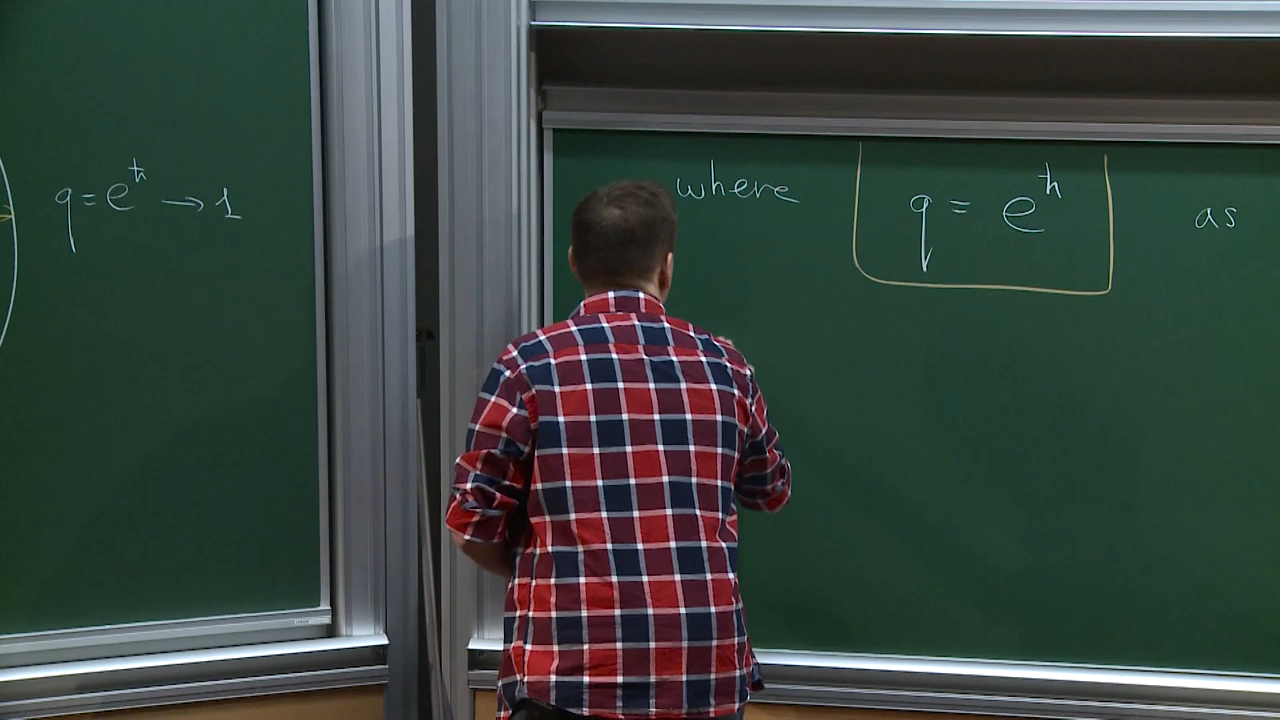 q = e^ħ → 1
where q = e^ħ as